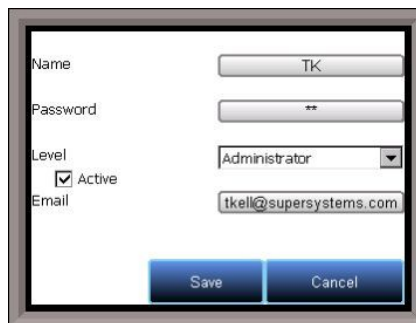 Name TK
Password **
Level Administrator
Active
Email tkell@supersystems.com
Save Cancel